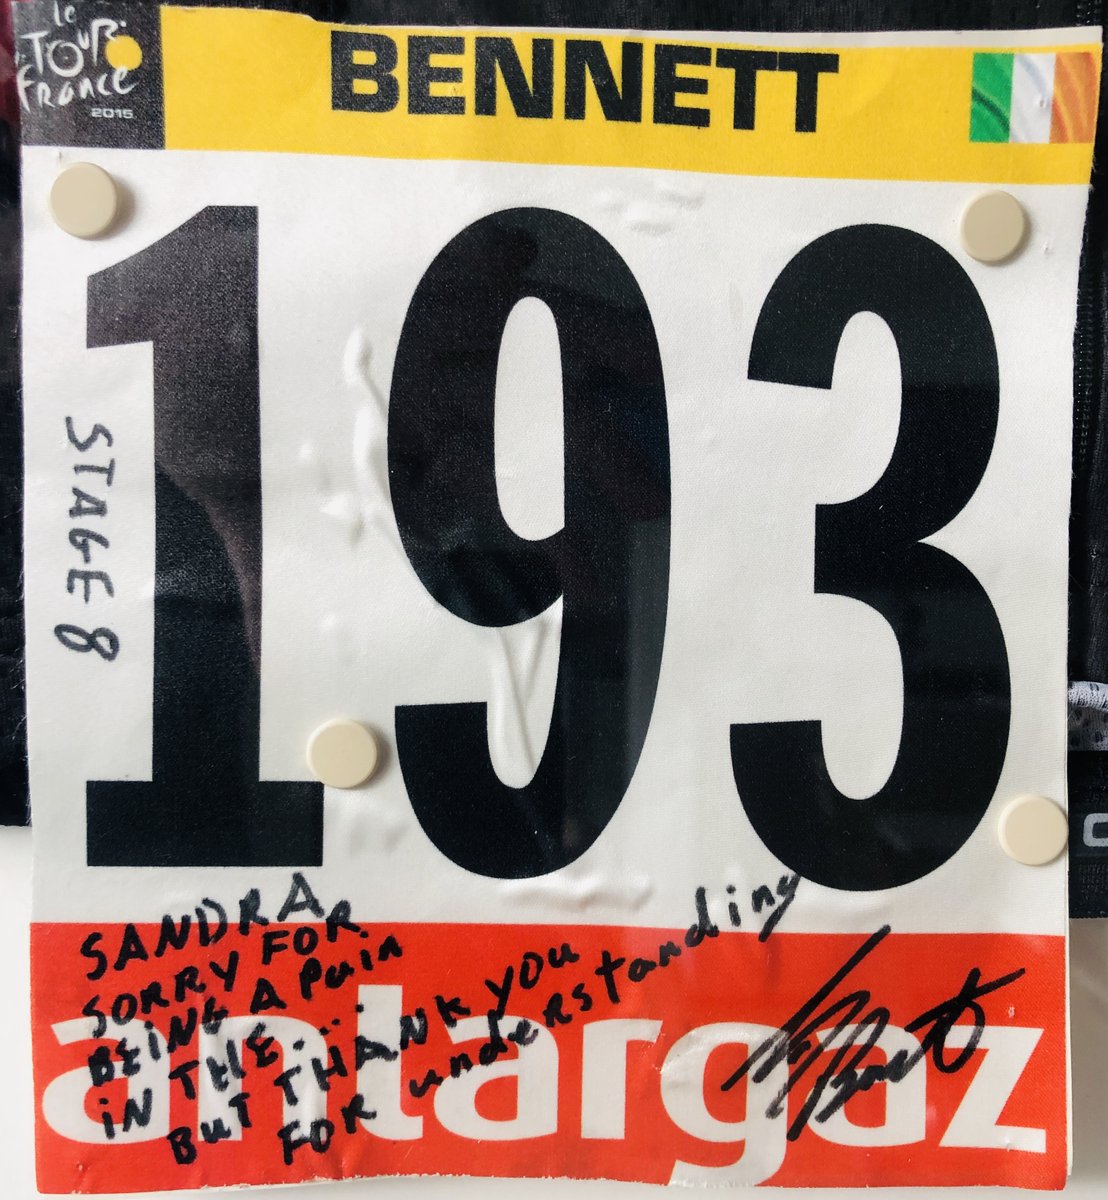 le
TOUR
DE
France
2015
BENNETT
193
STAGE 8
SANDRA
SORRY FOR
BEING A Pain
IN THE...
BUT THANK YOU
FOR understanding
antargaz